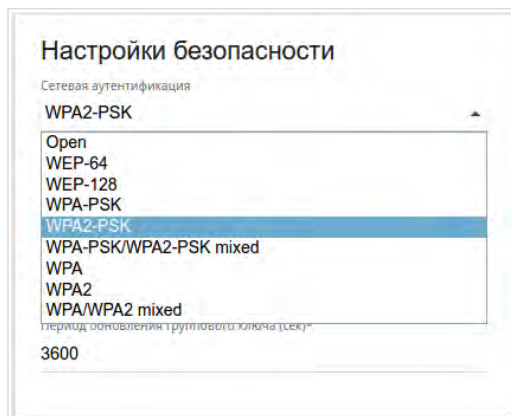 Настройки безопасности
Сетевая аутентификация
WPA2-PSK
Open
WEP-64
WEP-128
WPA-PSK
WPA2-PSK
WPA-PSK/WPA2-PSK mixed
WPA
WPA2
WPA/WPA2 mixed
Период обновления группового ключа (сек)*
3600